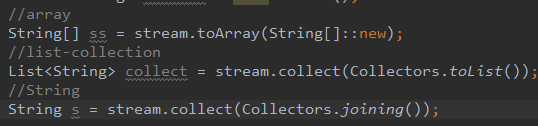 //array
String[] ss = stream.toArray(String[]::new);
//list-collection
List<String> collect = stream.collect(Collectors.toList());
//String
String s = stream.collect(Collectors.joining());